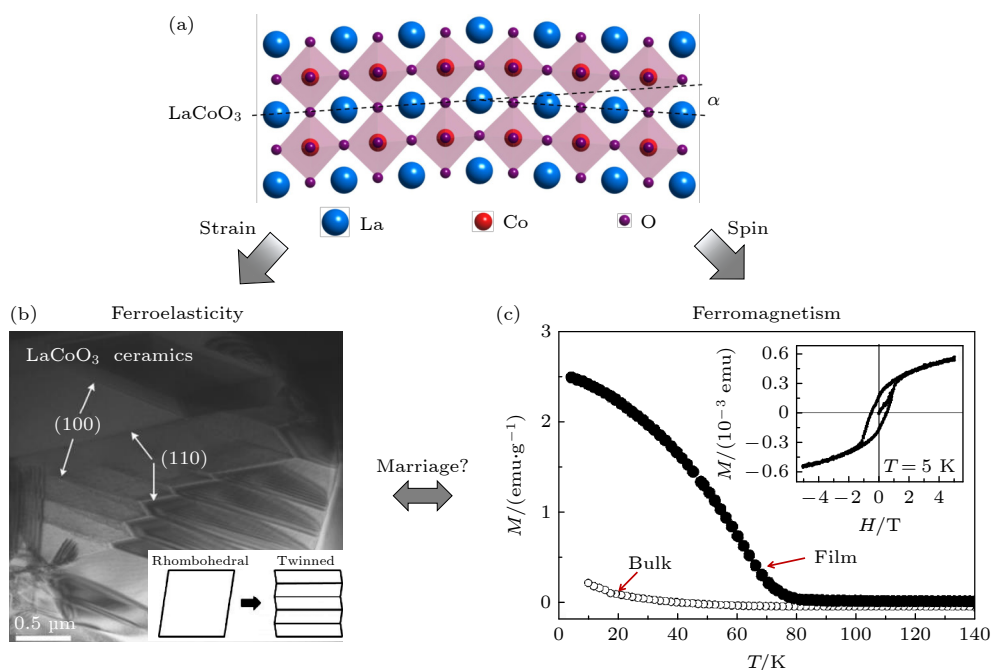 (a)
LaCoO₃
α
La
Co
O
Strain
Spin
(b)
Ferroelasticity
LaCoO₃ ceramics
(100)
(110)
Rhombohedral
Twinned
0.5 μm
Marriage?
(c)
Ferromagnetism
M/(emu·g⁻¹)
3
2
1
0
0
20
40
60
80
100
120
140
T/K
Bulk
Film
M/(10⁻³ emu)
0.6
0.3
0
−0.3
−0.6
T = 5 K
−4
−2
0
2
4
H/T